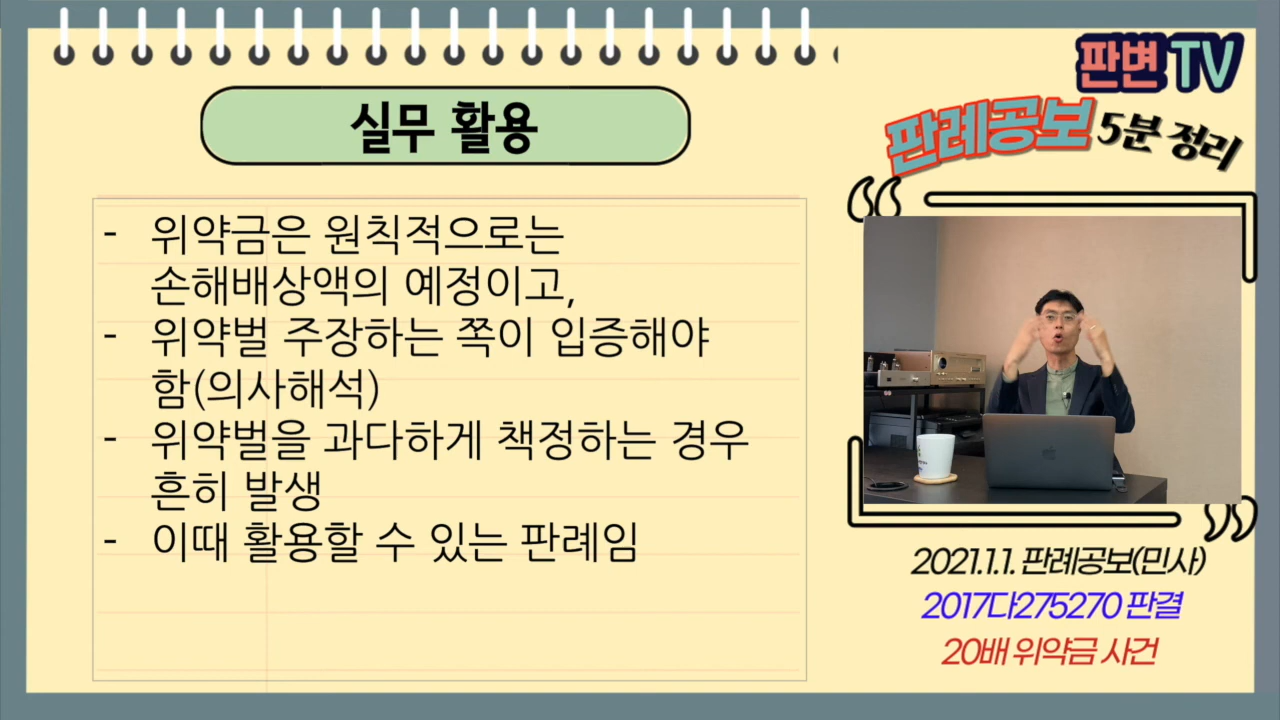 판변TV
판례공보 5분 정리
실무 활용
- 위약금은 원칙적으로는
손해배상액의 예정이고,
- 위약벌 주장하는 쪽이 입증해야
함(의사해석)
- 위약벌을 과다하게 책정하는 경우
흔히 발생
- 이때 활용할 수 있는 판례임
2021.1.1. 판례공보(민사)
2017다275270 판결
20배 위약금 사건